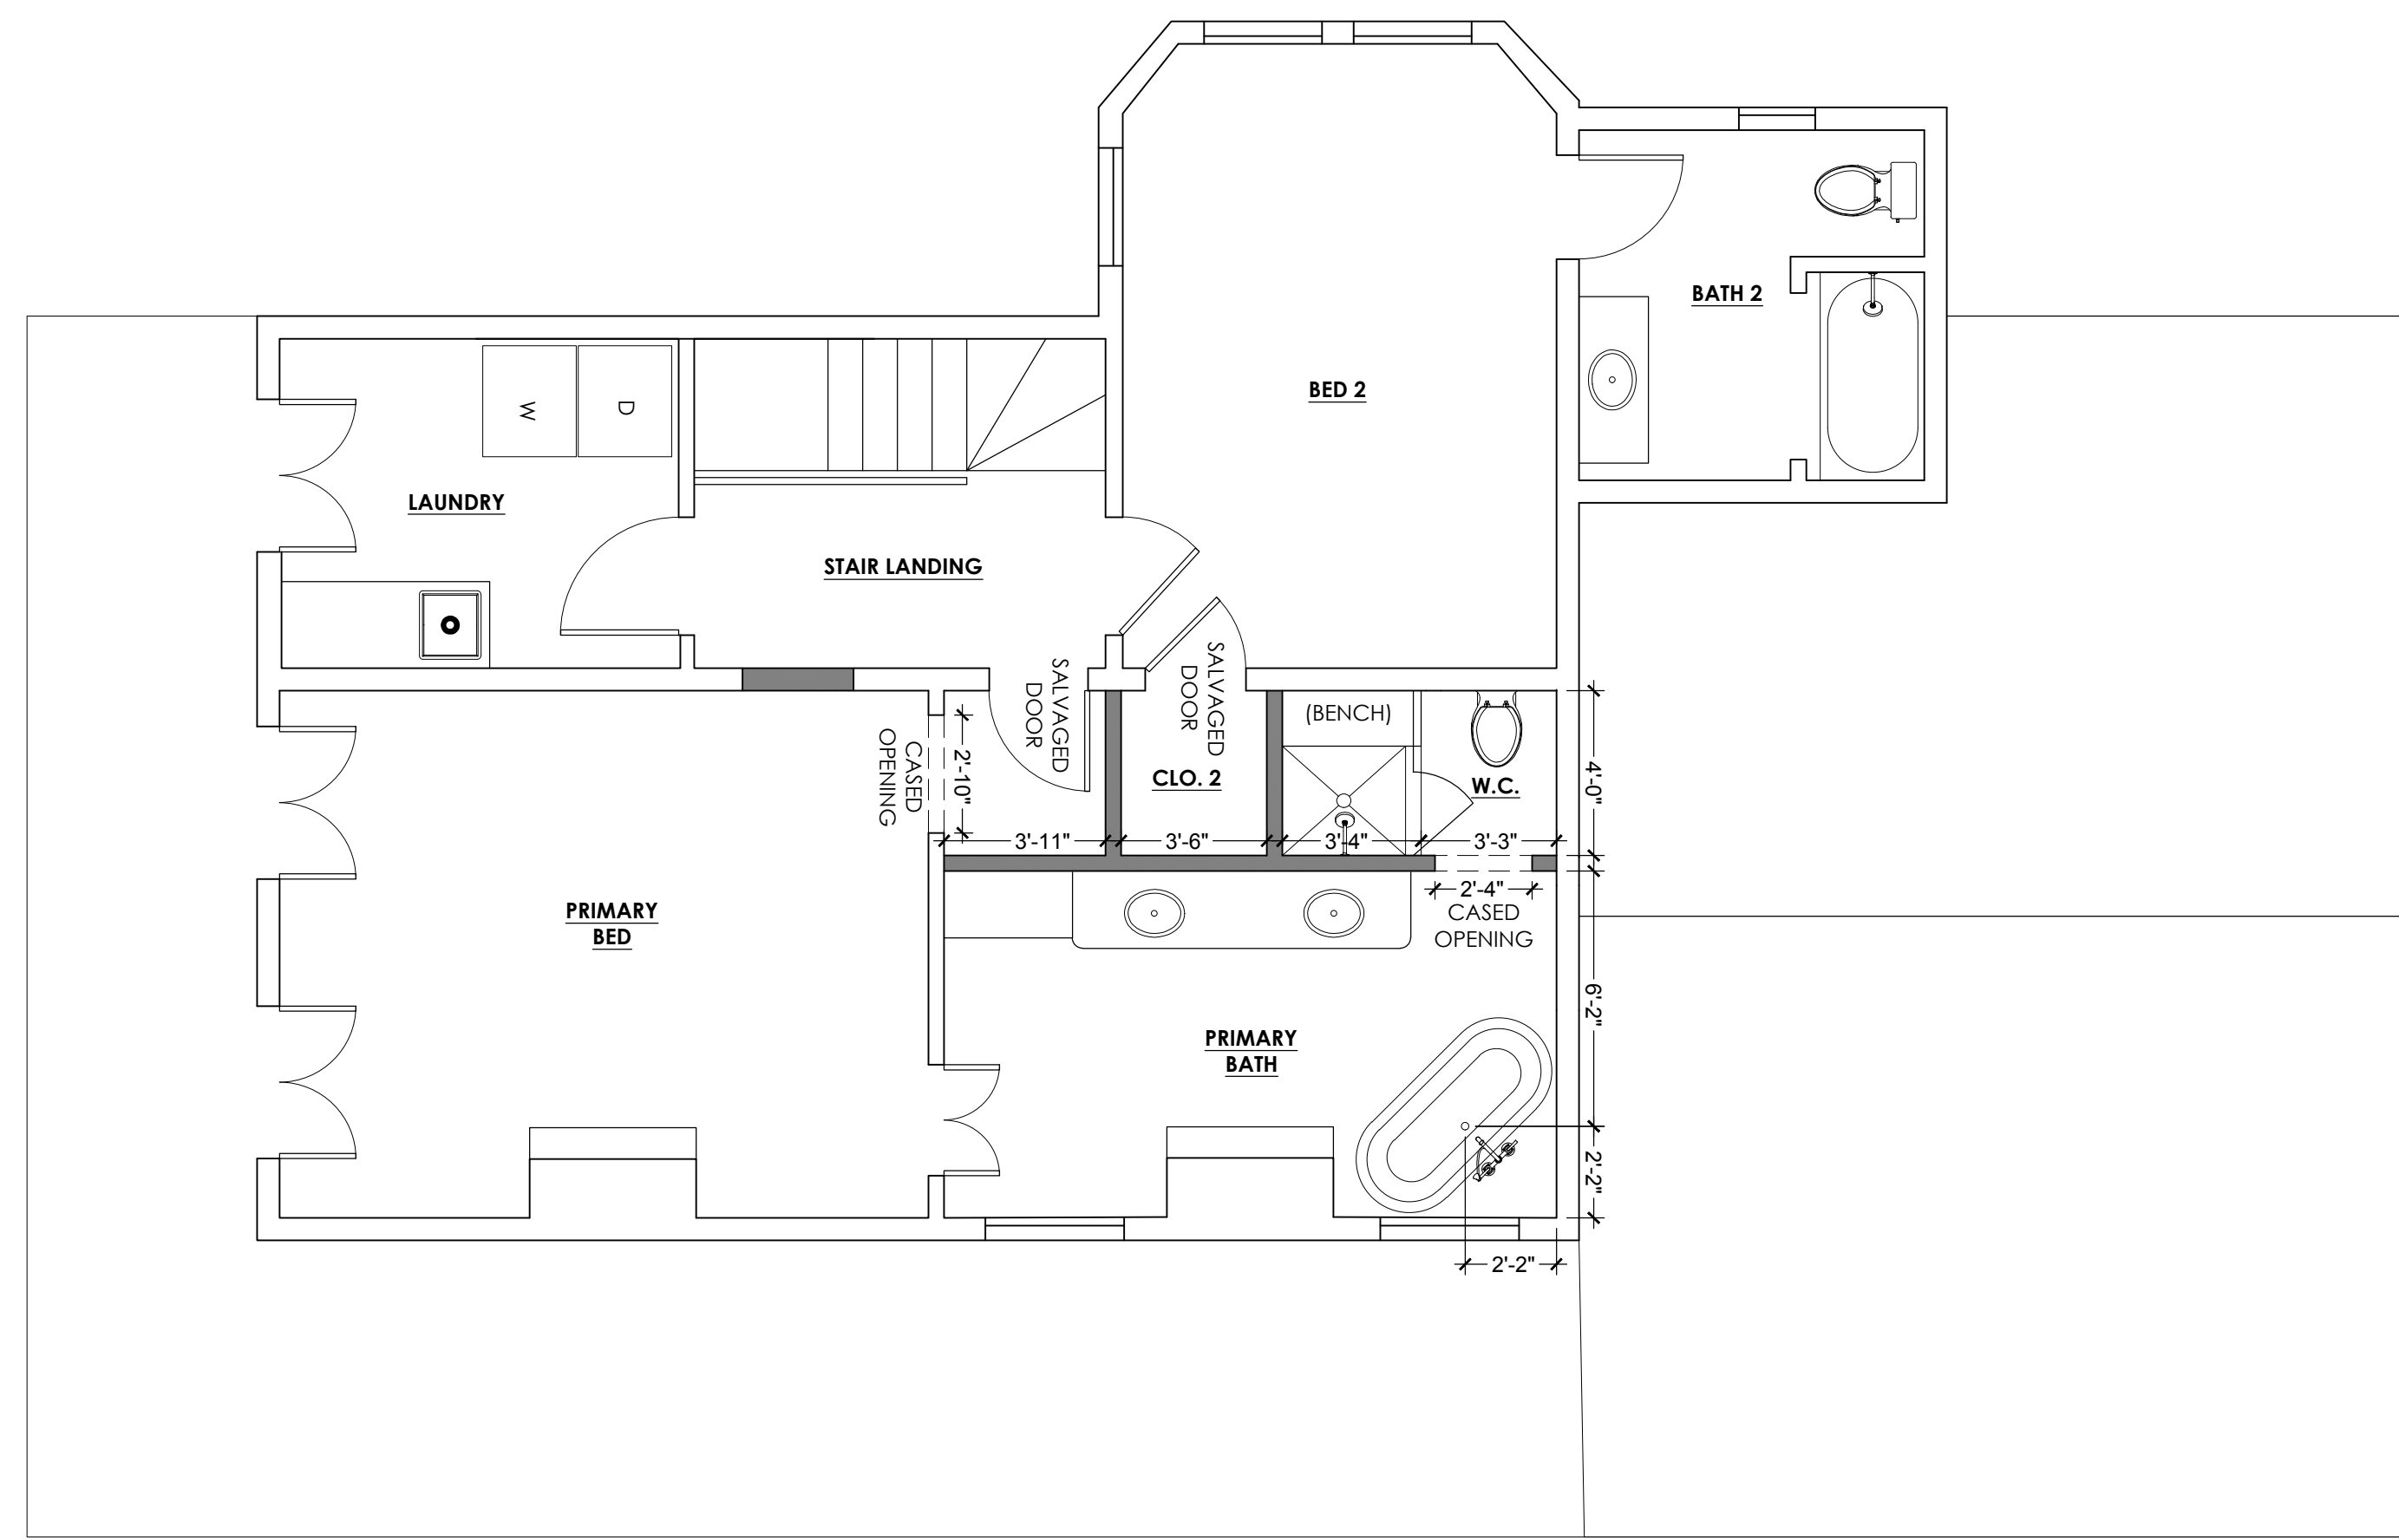 BATH 2
BED 2
W
D
LAUNDRY
STAIR LANDING
SALVAGED
DOOR
SALVAGED
DOOR
(BENCH)
CASED
OPENING
2'-10"
CLO. 2
W.C.
4'-0"
3'-11"
3'-6"
3'-4"
3'-3"
2'-4"
CASED
OPENING
PRIMARY
BED
6'-2"
PRIMARY
BATH
2'-2"
2'-2"